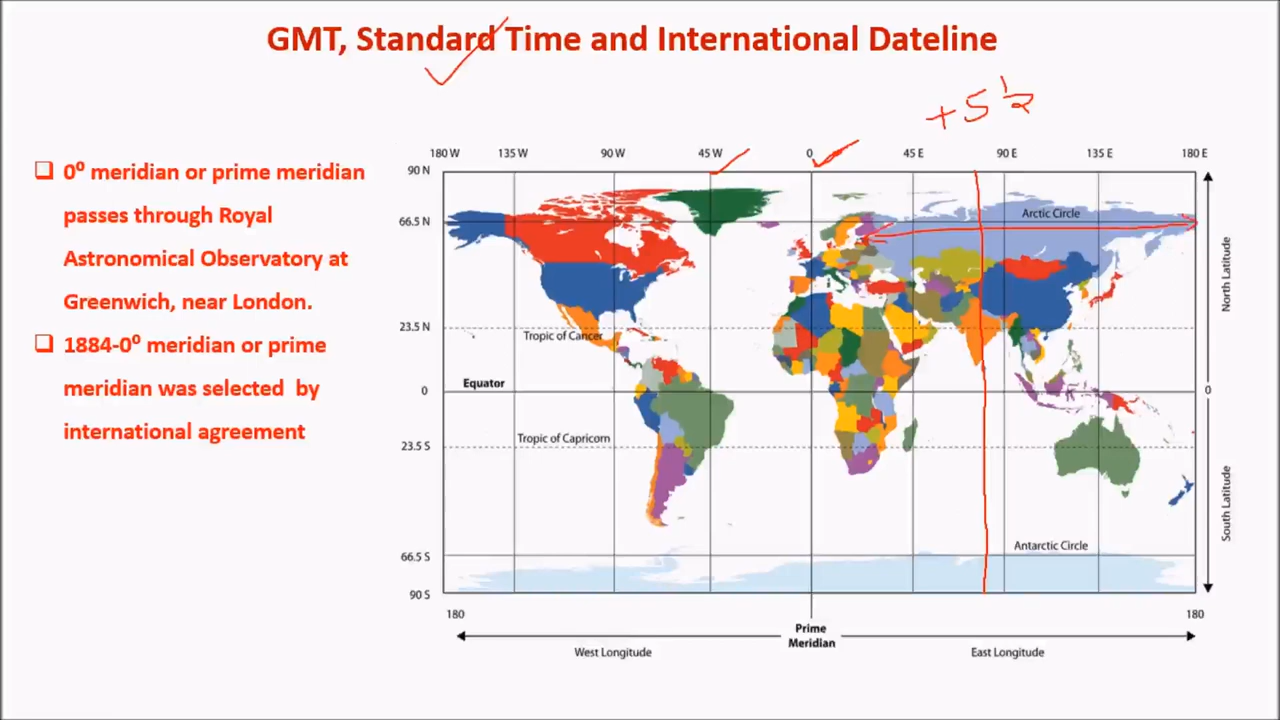 GMT, Standard Time and International Dateline
+5 1/2
❑ 0⁰ meridian or prime meridian
passes through Royal
Astronomical Observatory at
Greenwich, near London.
❑ 1884-0⁰ meridian or prime
meridian was selected by
international agreement
180 W 135 W 90 W 45 W 0 45 E 90 E 135 E 180 E
90 N
66.5 N
Arctic Circle
23.5 N
Tropic of Cancer
0
Equator
0
Tropic of Capricorn
23.5 S
66.5 S
Antarctic Circle
90 S
North Latitude
South Latitude
180
180
Prime
Meridian
West Longitude
East Longitude